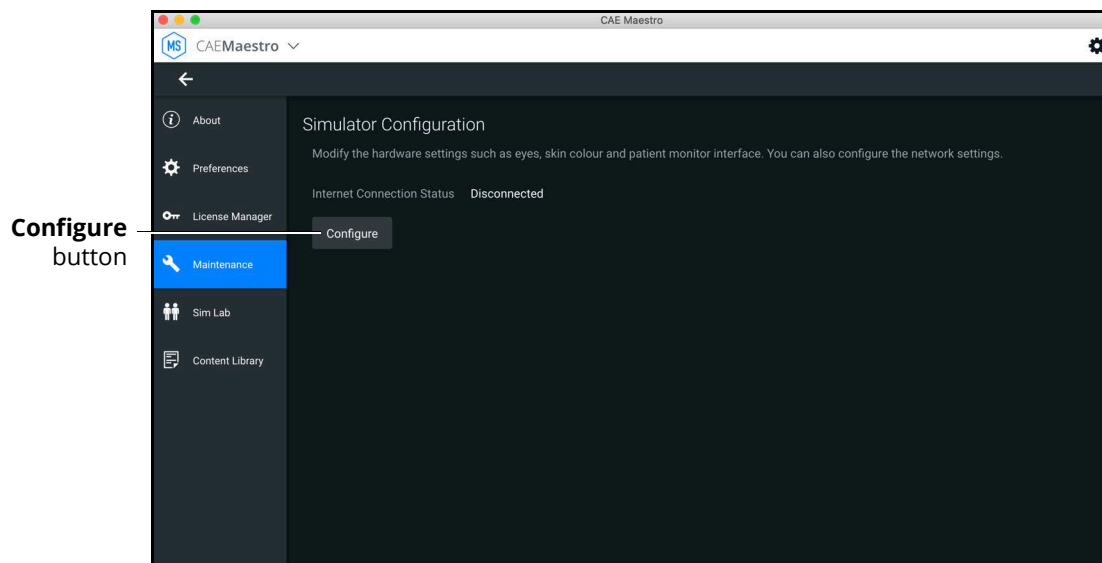 CAE Maestro
MS CAEMaestro
About
Preferences
License Manager
Maintenance
Sim Lab
Content Library
Simulator Configuration
Modify the hardware settings such as eyes, skin colour and patient monitor interface. You can also configure the network settings.
Internet Connection Status Disconnected
Configure
Configure
button